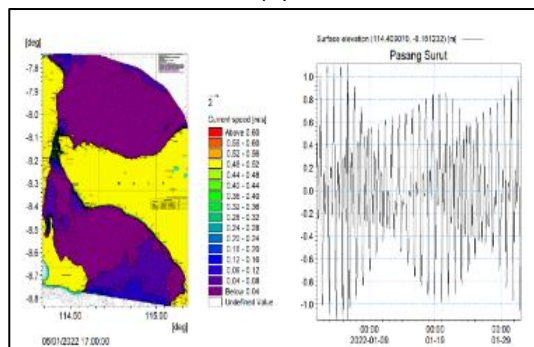 [deg]
-7.8
-7.9
-8.0
-8.1
-8.2
-8.3
-8.4
-8.5
-8.6
-8.7
-8.8
114.00
115.00
[deg]
Current speed [m/s]
Above 0.60
0.56 - 0.60
0.52 - 0.56
0.48 - 0.52
0.44 - 0.48
0.40 - 0.44
0.36 - 0.40
0.32 - 0.36
0.28 - 0.32
0.24 - 0.28
0.20 - 0.24
0.16 - 0.20
0.12 - 0.16
0.08 - 0.12
0.04 - 0.08
Below 0.04
Undefined Value
05/01/2022 17:00:00
Surface elevation (114.409070, -8.151232) [m]
Pasang Surut
1.0
0.8
0.6
0.4
0.2
0.0
-0.2
-0.4
-0.6
-0.8
-1.0
00:00
2022-01-09
00:00
01-19
00:00
01-29